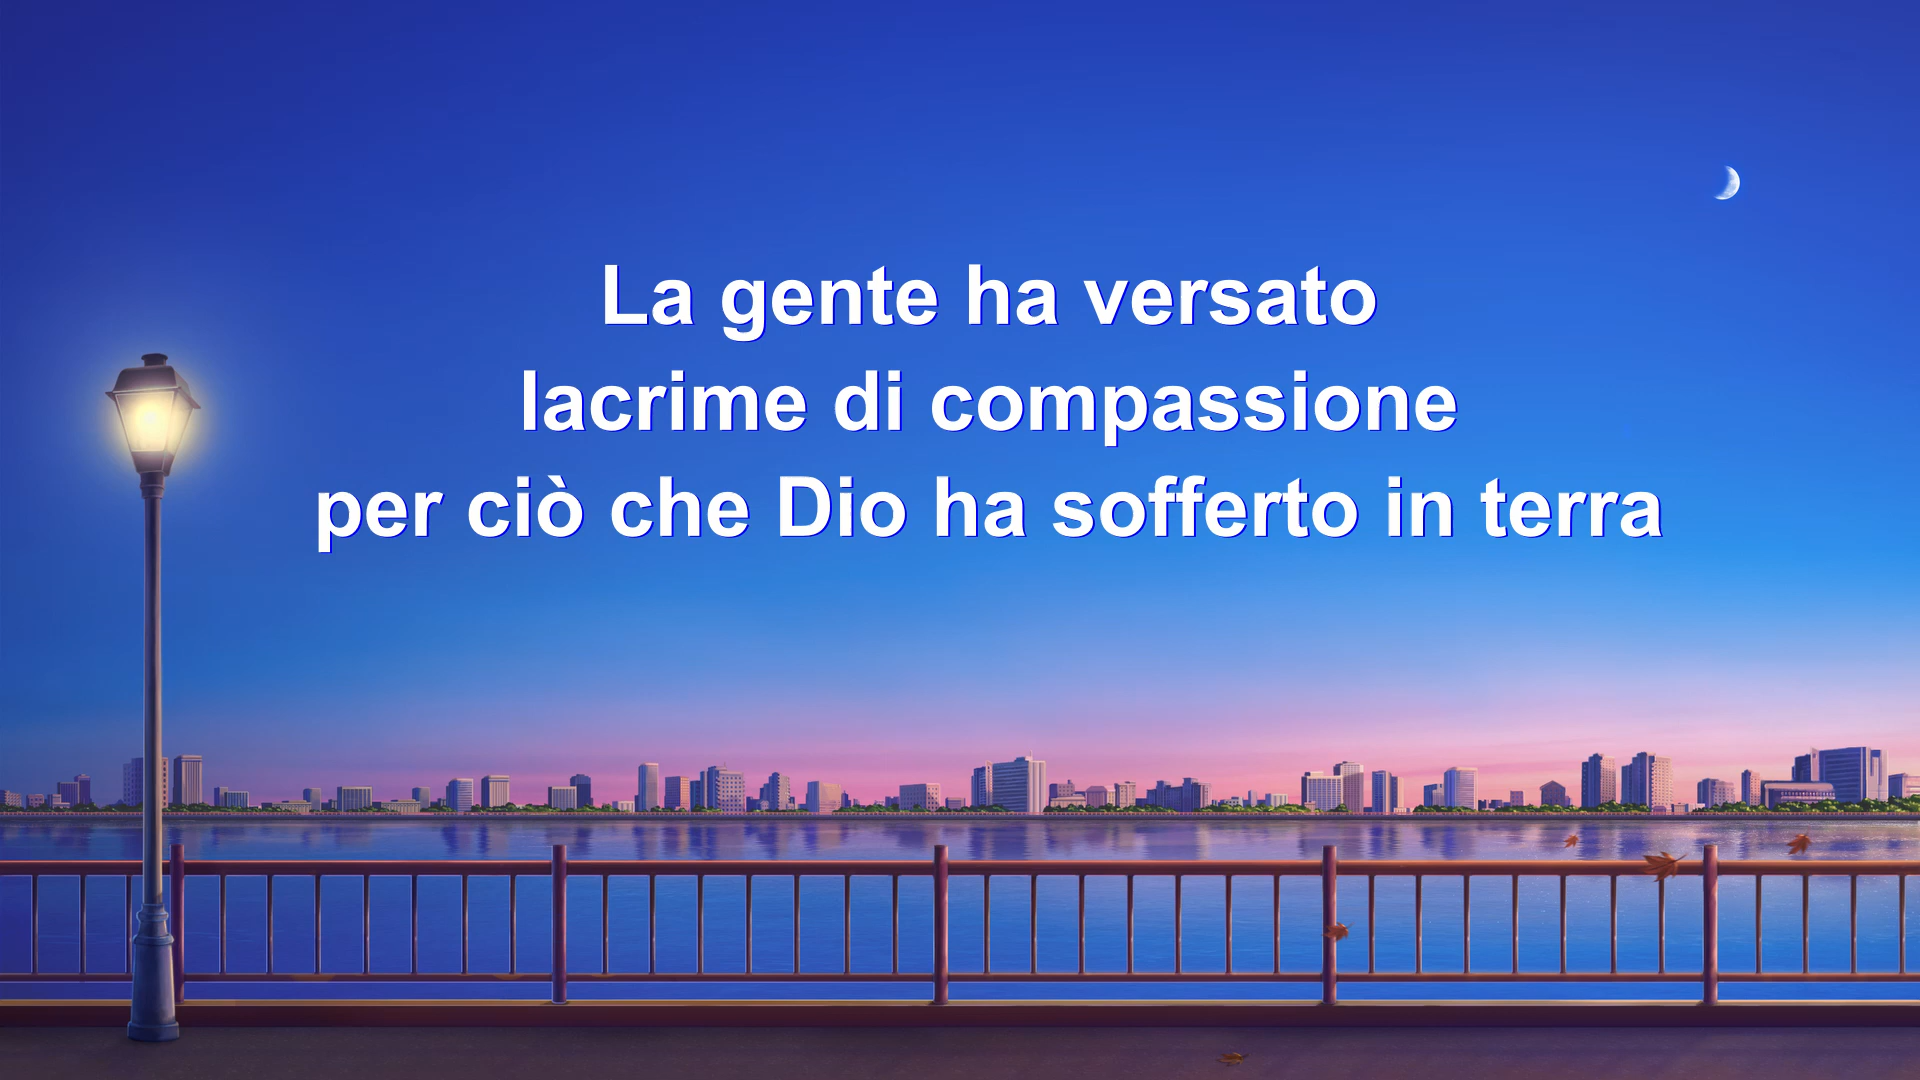 La gente ha versato
lacrime di compassione
per ciò che Dio ha sofferto in terra